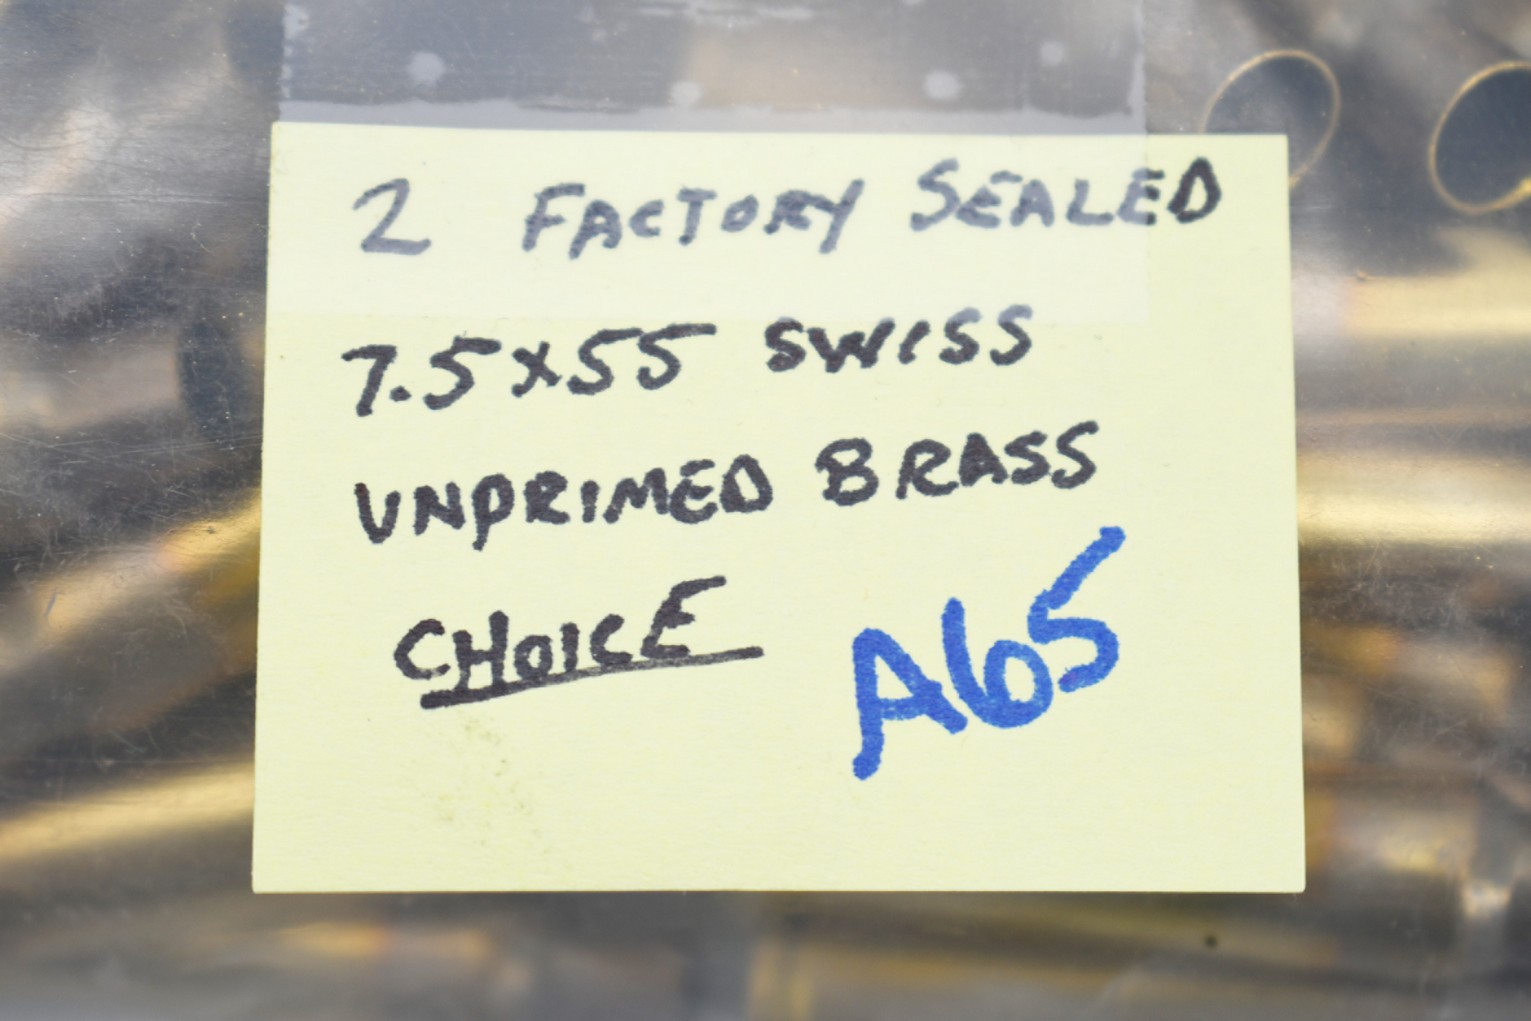 2 FACTORY SEALED
7.5x55 SWISS
UNPRIMED BRASS
CHOICE
A65